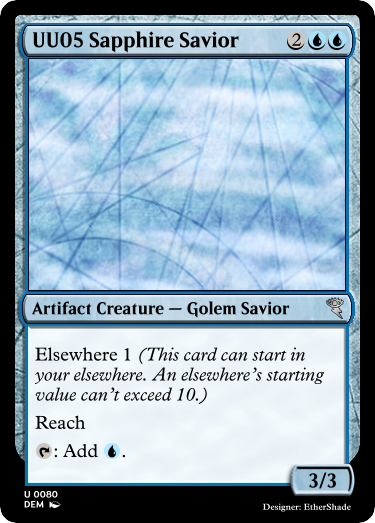 UU05 Sapphire Savior 2
Artifact Creature — Golem Savior
Elsewhere 1 (This card can start in
your elsewhere. An elsewhere's starting
value can't exceed 10.)
Reach
: Add .
3/3
U 0080
DEM
Designer: EtherShade